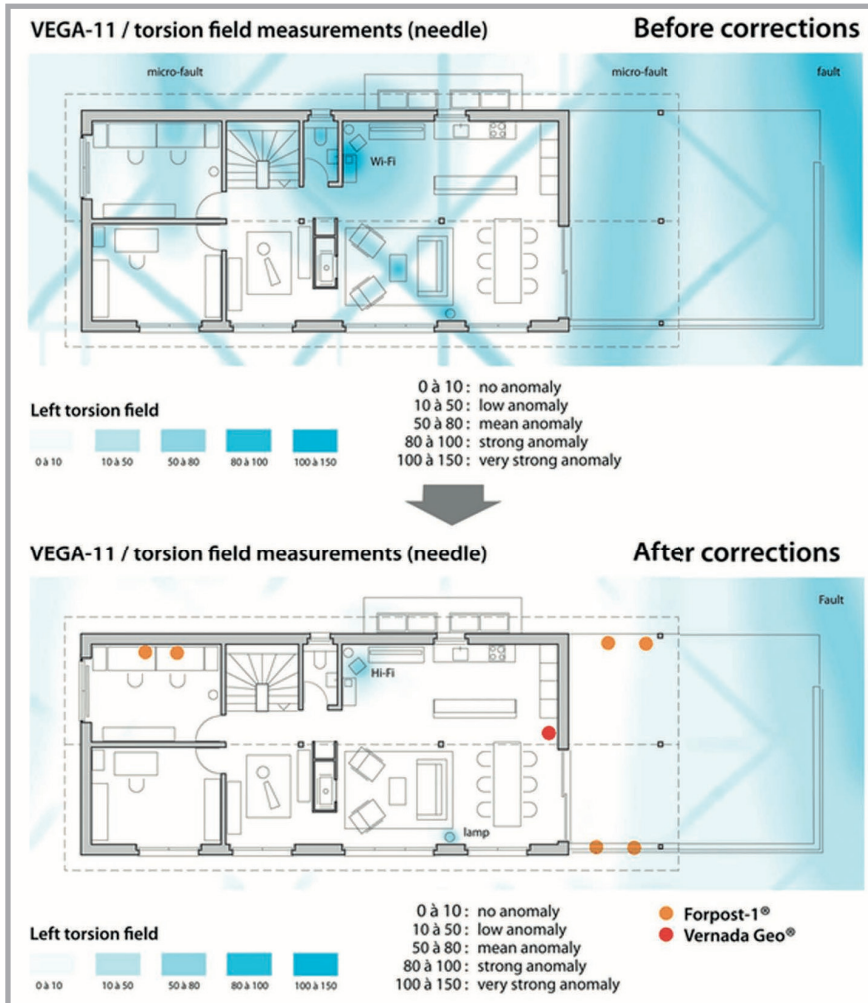 VEGA-11 / torsion field measurements (needle)
Before corrections
micro-fault
micro-fault
fault
Wi-Fi
Left torsion field
0 à 10
10 à 50
50 à 80
80 à 100
100 à 150
0 à 10 : no anomaly
10 à 50 : low anomaly
50 à 80 : mean anomaly
80 à 100 : strong anomaly
100 à 150 : very strong anomaly
VEGA-11 / torsion field measurements (needle)
After corrections
Fault
Hi-Fi
lamp
Left torsion field
0 à 10
10 à 50
50 à 80
80 à 100
100 à 150
0 à 10 : no anomaly
10 à 50 : low anomaly
50 à 80 : mean anomaly
80 à 100 : strong anomaly
100 à 150 : very strong anomaly
Forpost-1®
Vernada Geo®